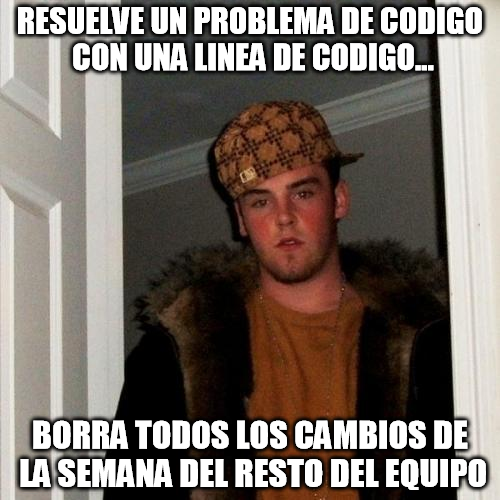 RESUELVE UN PROBLEMA DE CODIGO
CON UNA LINEA DE CODIGO...
BORRA TODOS LOS CAMBIOS DE
LA SEMANA DEL RESTO DEL EQUIPO